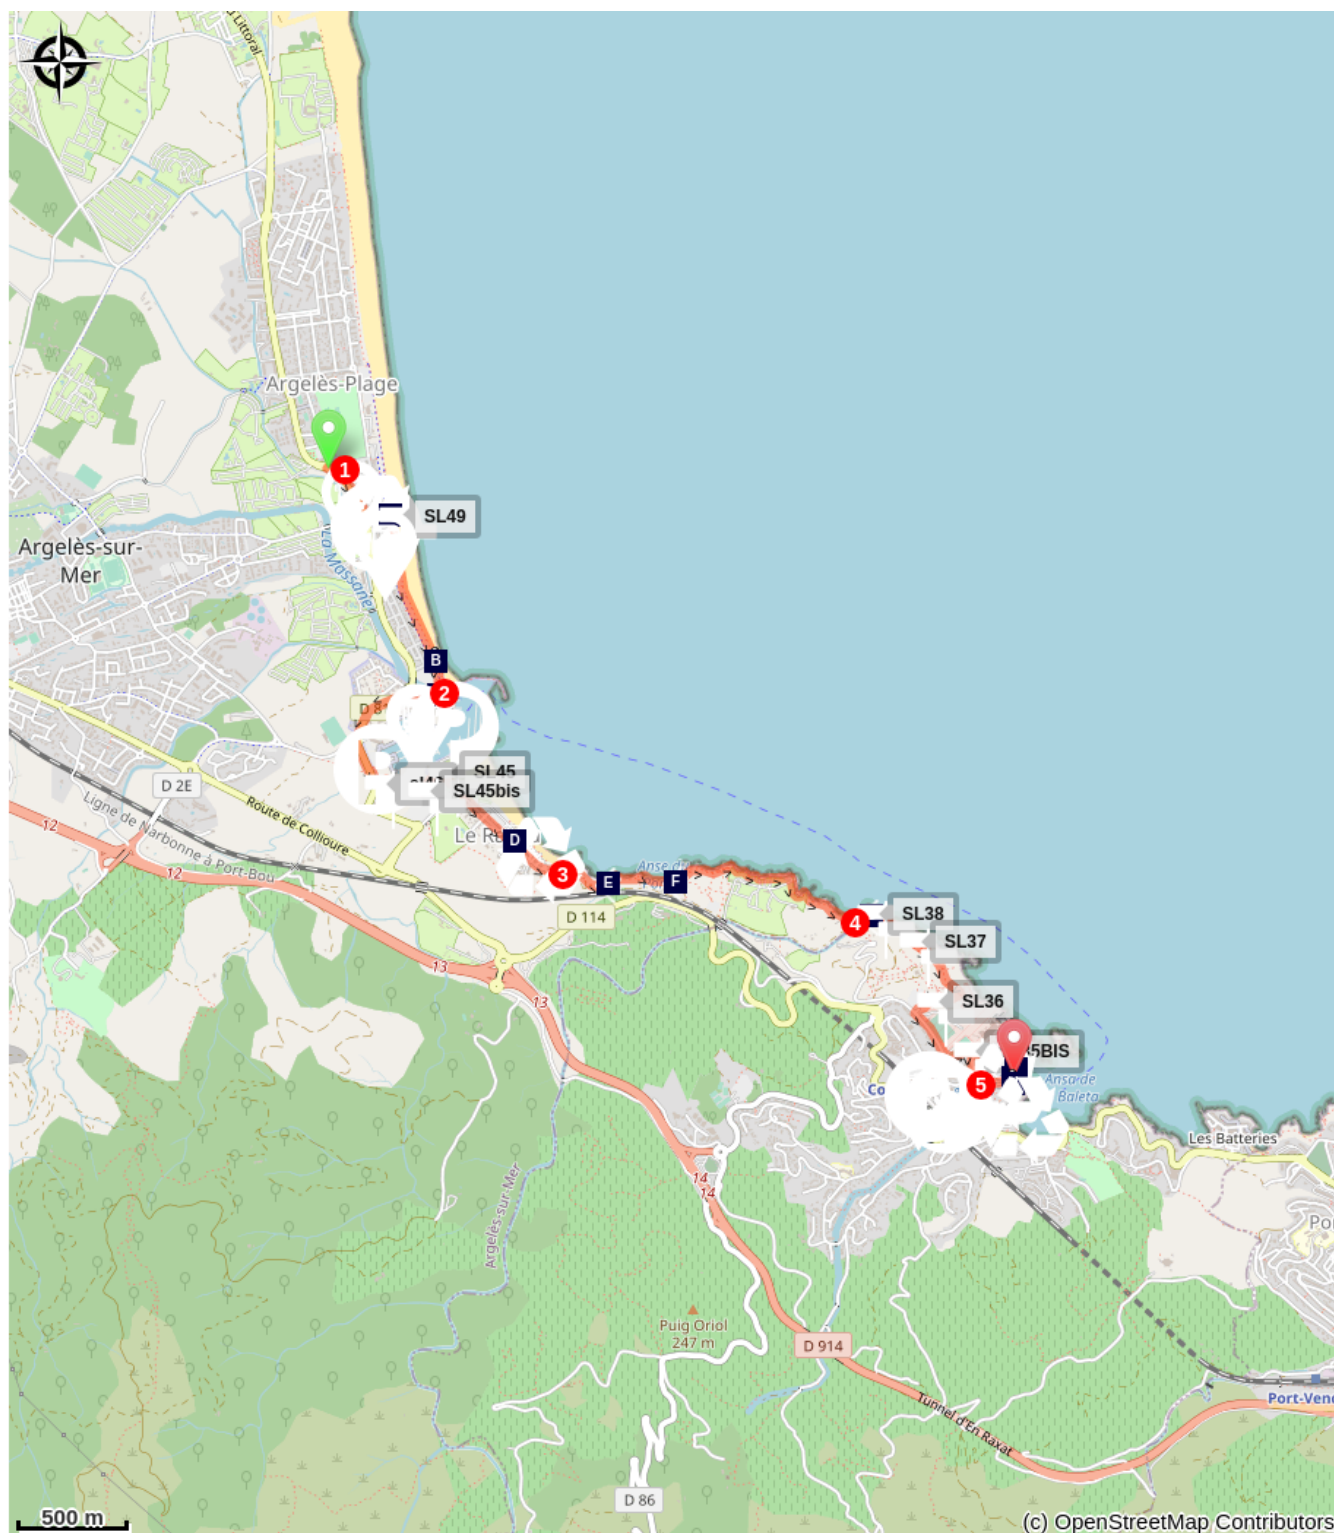 u Littoral
Argelès-Plage
1
SL49
Argelès-sur-
Mer
La Massane
B
2
D 8
D 2E
SL45
SL45bis
Route de Collioure
Ligne de Narbonne à Port-Bou
12
12
D
3
E
F
Anse de
D 114
4
SL38
SL37
SL36
13
13
5BIS
5
Anse de
Baleta
Les Batteries
14
14
Argelès-sur-Mer
Puig Oriol
247 m
D 914
Tunnel d'En Raxat
Port-Vend
D 86
500 m
(c) OpenStreetMap Contributors